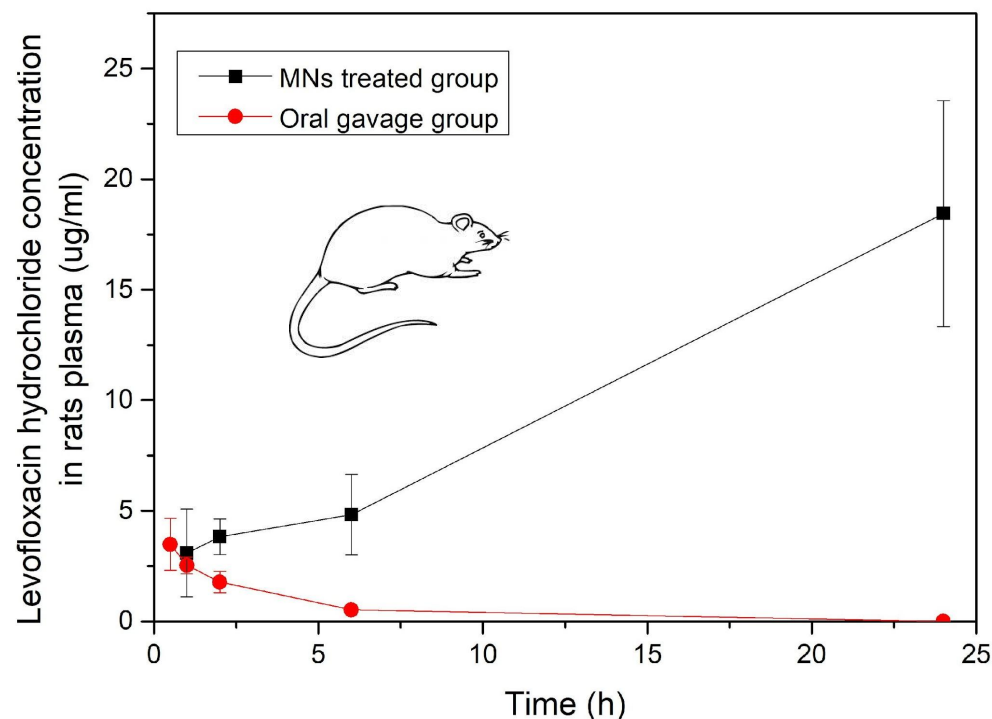 Levofloxacin hydrochloride concentration
in rats plasma (ug/ml)
25
20
15
10
5
0
MNs treated group
Oral gavage group
0 5 10 15 20 25
Time (h)